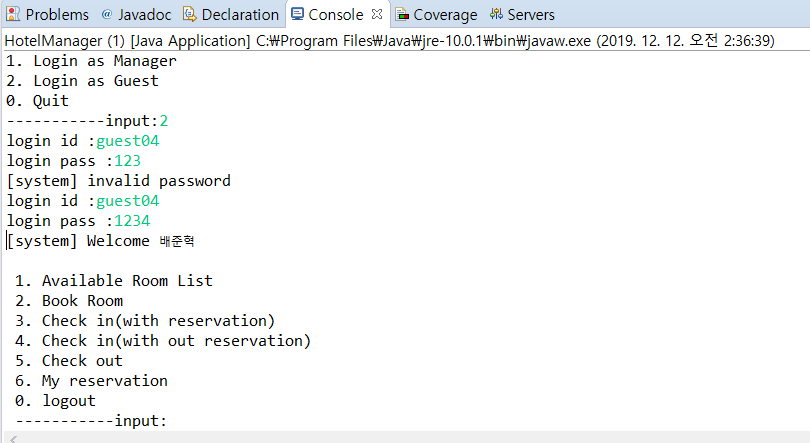 Problems @ Javadoc Declaration Console Coverage Servers
HotelManager (1) [Java Application] C:₩Program Files₩Java₩jre-10.0.1₩bin₩javaw.exe (2019. 12. 12. 오전 2:36:39)
1. Login as Manager
2. Login as Guest
0. Quit
-----------input:2
login id :guest04
login pass :123
[system] invalid password
login id :guest04
login pass :1234
[system] Welcome 배준혁
1. Available Room List
2. Book Room
3. Check in(with reservation)
4. Check in(with out reservation)
5. Check out
6. My reservation
0. logout
-----------input: